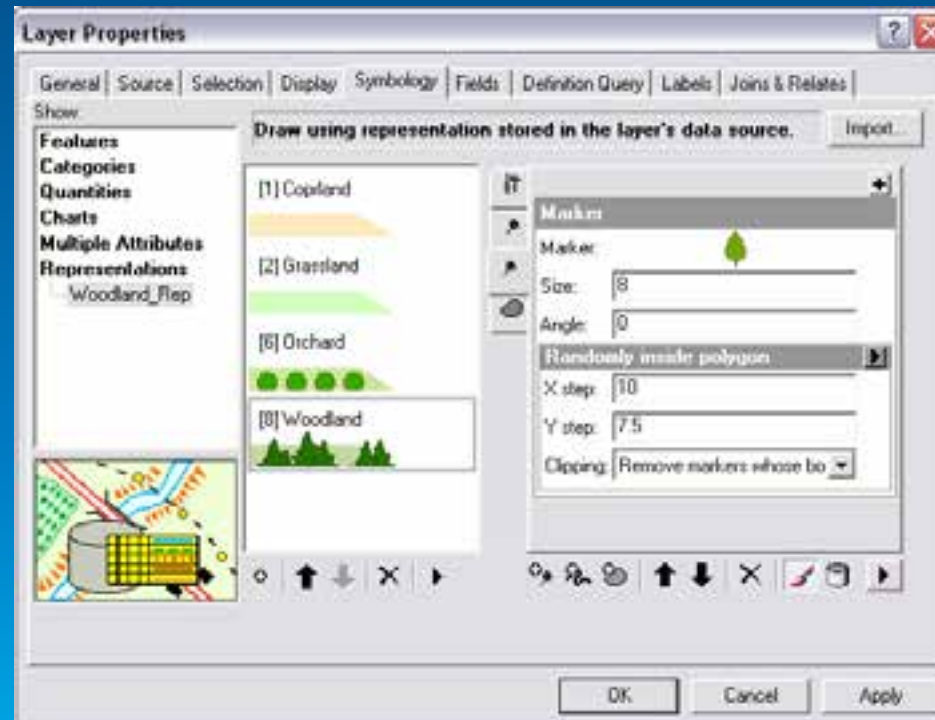 Layer Properties
General Source Selection Display Symbology Fields Definition Query Labels Joins & Relates
Show:
Features
Categories
Quantities
Charts
Multiple Attributes
Representations
Woodland_Rep
Draw using representation stored in the layer's data source.
Import...
[1] Copland
[2] Grassland
[6] Orchard
[8] Woodland
Marker
Marker:
Size: 8
Angle: 0
Randomly inside polygon
X step: 10
Y step: 7.5
Clipping: Remove markers whose bo
OK Cancel Apply